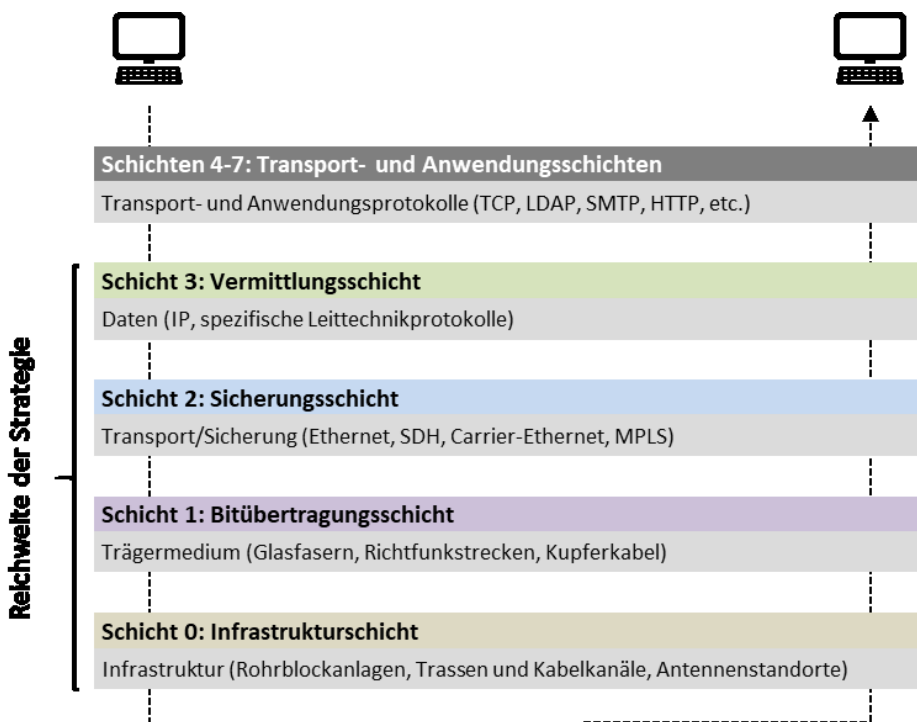 Schichten 4-7: Transport- und Anwendungsschichten
Transport- und Anwendungsprotokolle (TCP, LDAP, SMTP, HTTP, etc.)
Reichweite der Strategie
Schicht 3: Vermittlungsschicht
Daten (IP, spezifische Leittechnikprotokolle)
Schicht 2: Sicherungsschicht
Transport/Sicherung (Ethernet, SDH, Carrier-Ethernet, MPLS)
Schicht 1: Bitübertragungsschicht
Trägermedium (Glasfasern, Richtfunkstrecken, Kupferkabel)
Schicht 0: Infrastrukturschicht
Infrastruktur (Rohrblockanlagen, Trassen und Kabelkanäle, Antennenstandorte)